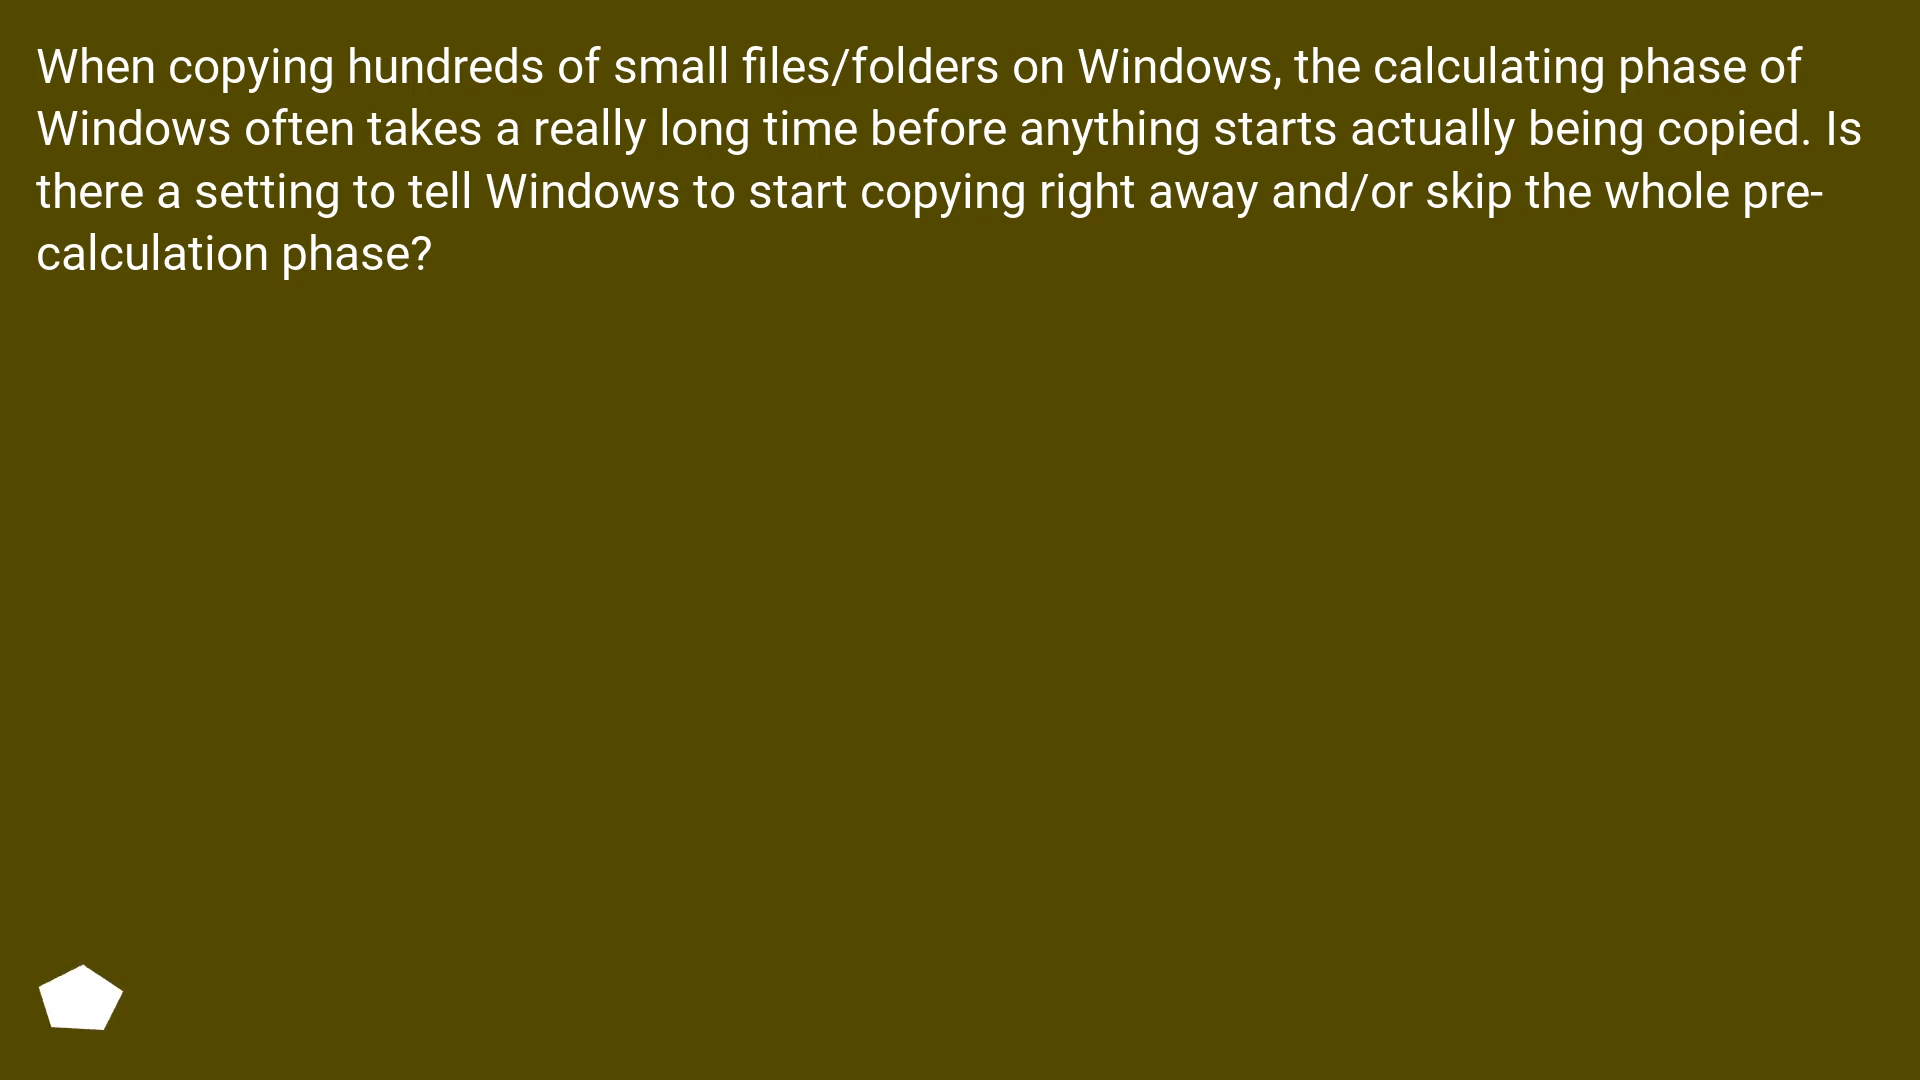 When copying hundreds of small files/folders on Windows, the calculating phase of
Windows often takes a really long time before anything starts actually being copied. Is
there a setting to tell Windows to start copying right away and/or skip the whole pre-
calculation phase?